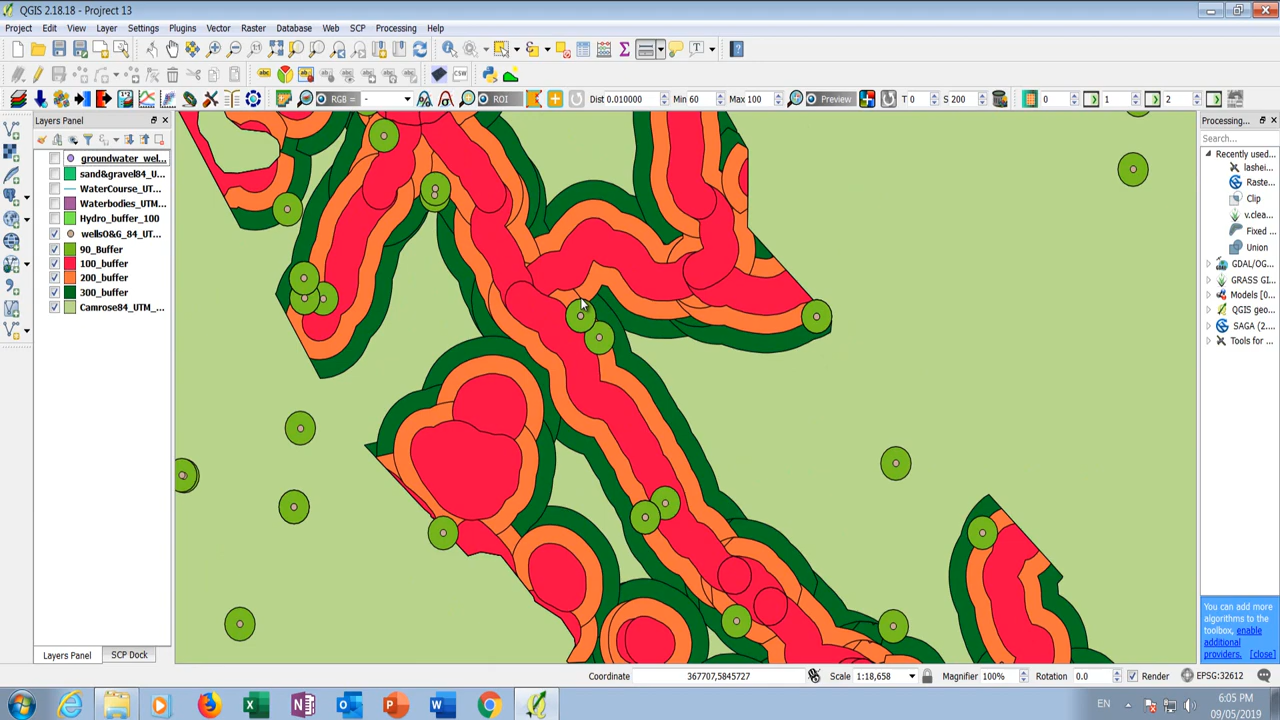 QGIS 2.18.18 - Projrect 13
Project Edit View Layer Settings Plugins Vector Raster Database Web SCP Processing Help
RGB = - ROI Dist 0.010000 Min 60 Max 100 Preview T 0 S 200 0 1 2
Layers Panel
groundwater_wel...
sand&gravel84_U...
WaterCourse_UT...
Waterbodies_UTM...
Hydro_buffer_100
wellsO&G_84_UT...
90_Buffer
100_buffer
200_buffer
300_buffer
Camrose84_UTM_...
Layers Panel SCP Dock
Processing...
Search...
Recently used...
lashei...
Raste...
Clip
v.clea...
Fixed ...
Union
GDAL/OG...
GRASS GI...
Models [0...
QGIS geo...
SAGA (2...
Tools for ...
You can add more
algorithms to the
toolbox, enable
additional
providers. [close]
Coordinate 367707,5845727 Scale 1:18,658 Magnifier 100% Rotation 0.0 Render EPSG:32612
EN 6:05 PM
09/05/2019